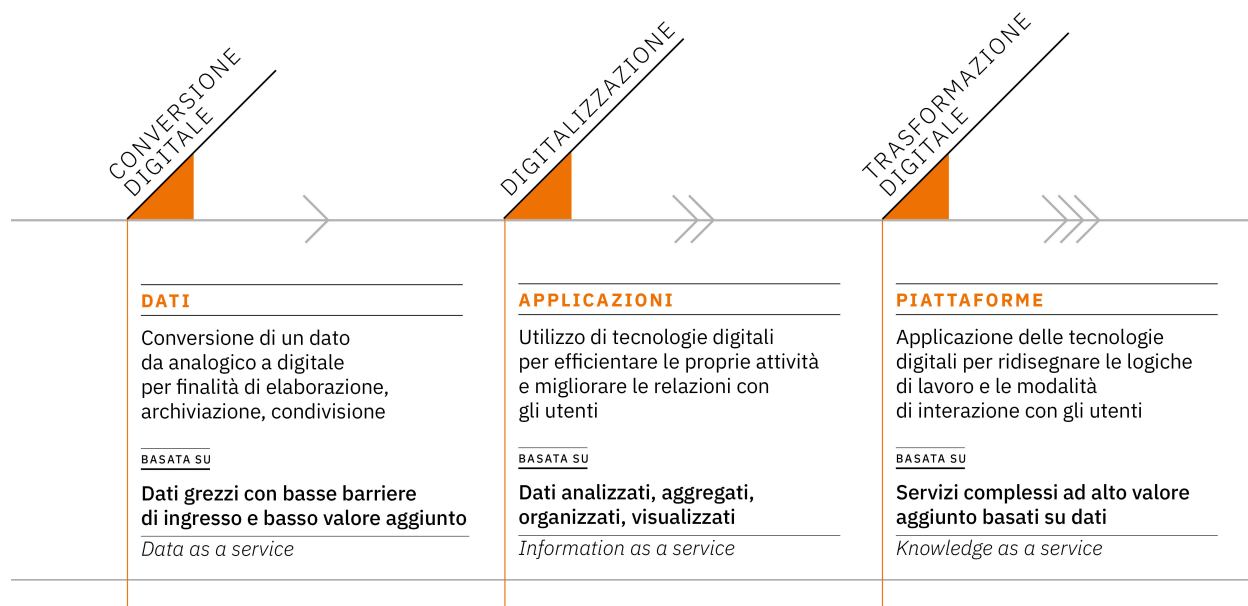 CONVERSIONE
DIGITALE
DIGITALIZZAZIONE
TRASFORMAZIONE
DIGITALE
DATI
Conversione di un dato
da analogico a digitale
per finalità di elaborazione,
archiviazione, condivisione
BASATA SU
Dati grezzi con basse barriere
di ingresso e basso valore aggiunto
Data as a service
APPLICAZIONI
Utilizzo di tecnologie digitali
per efficientare le proprie attività
e migliorare le relazioni con
gli utenti
BASATA SU
Dati analizzati, aggregati,
organizzati, visualizzati
Information as a service
PIATTAFORME
Applicazione delle tecnologie
digitali per ridisegnare le logiche
di lavoro e le modalità
di interazione con gli utenti
BASATA SU
Servizi complessi ad alto valore
aggiunto basati su dati
Knowledge as a service